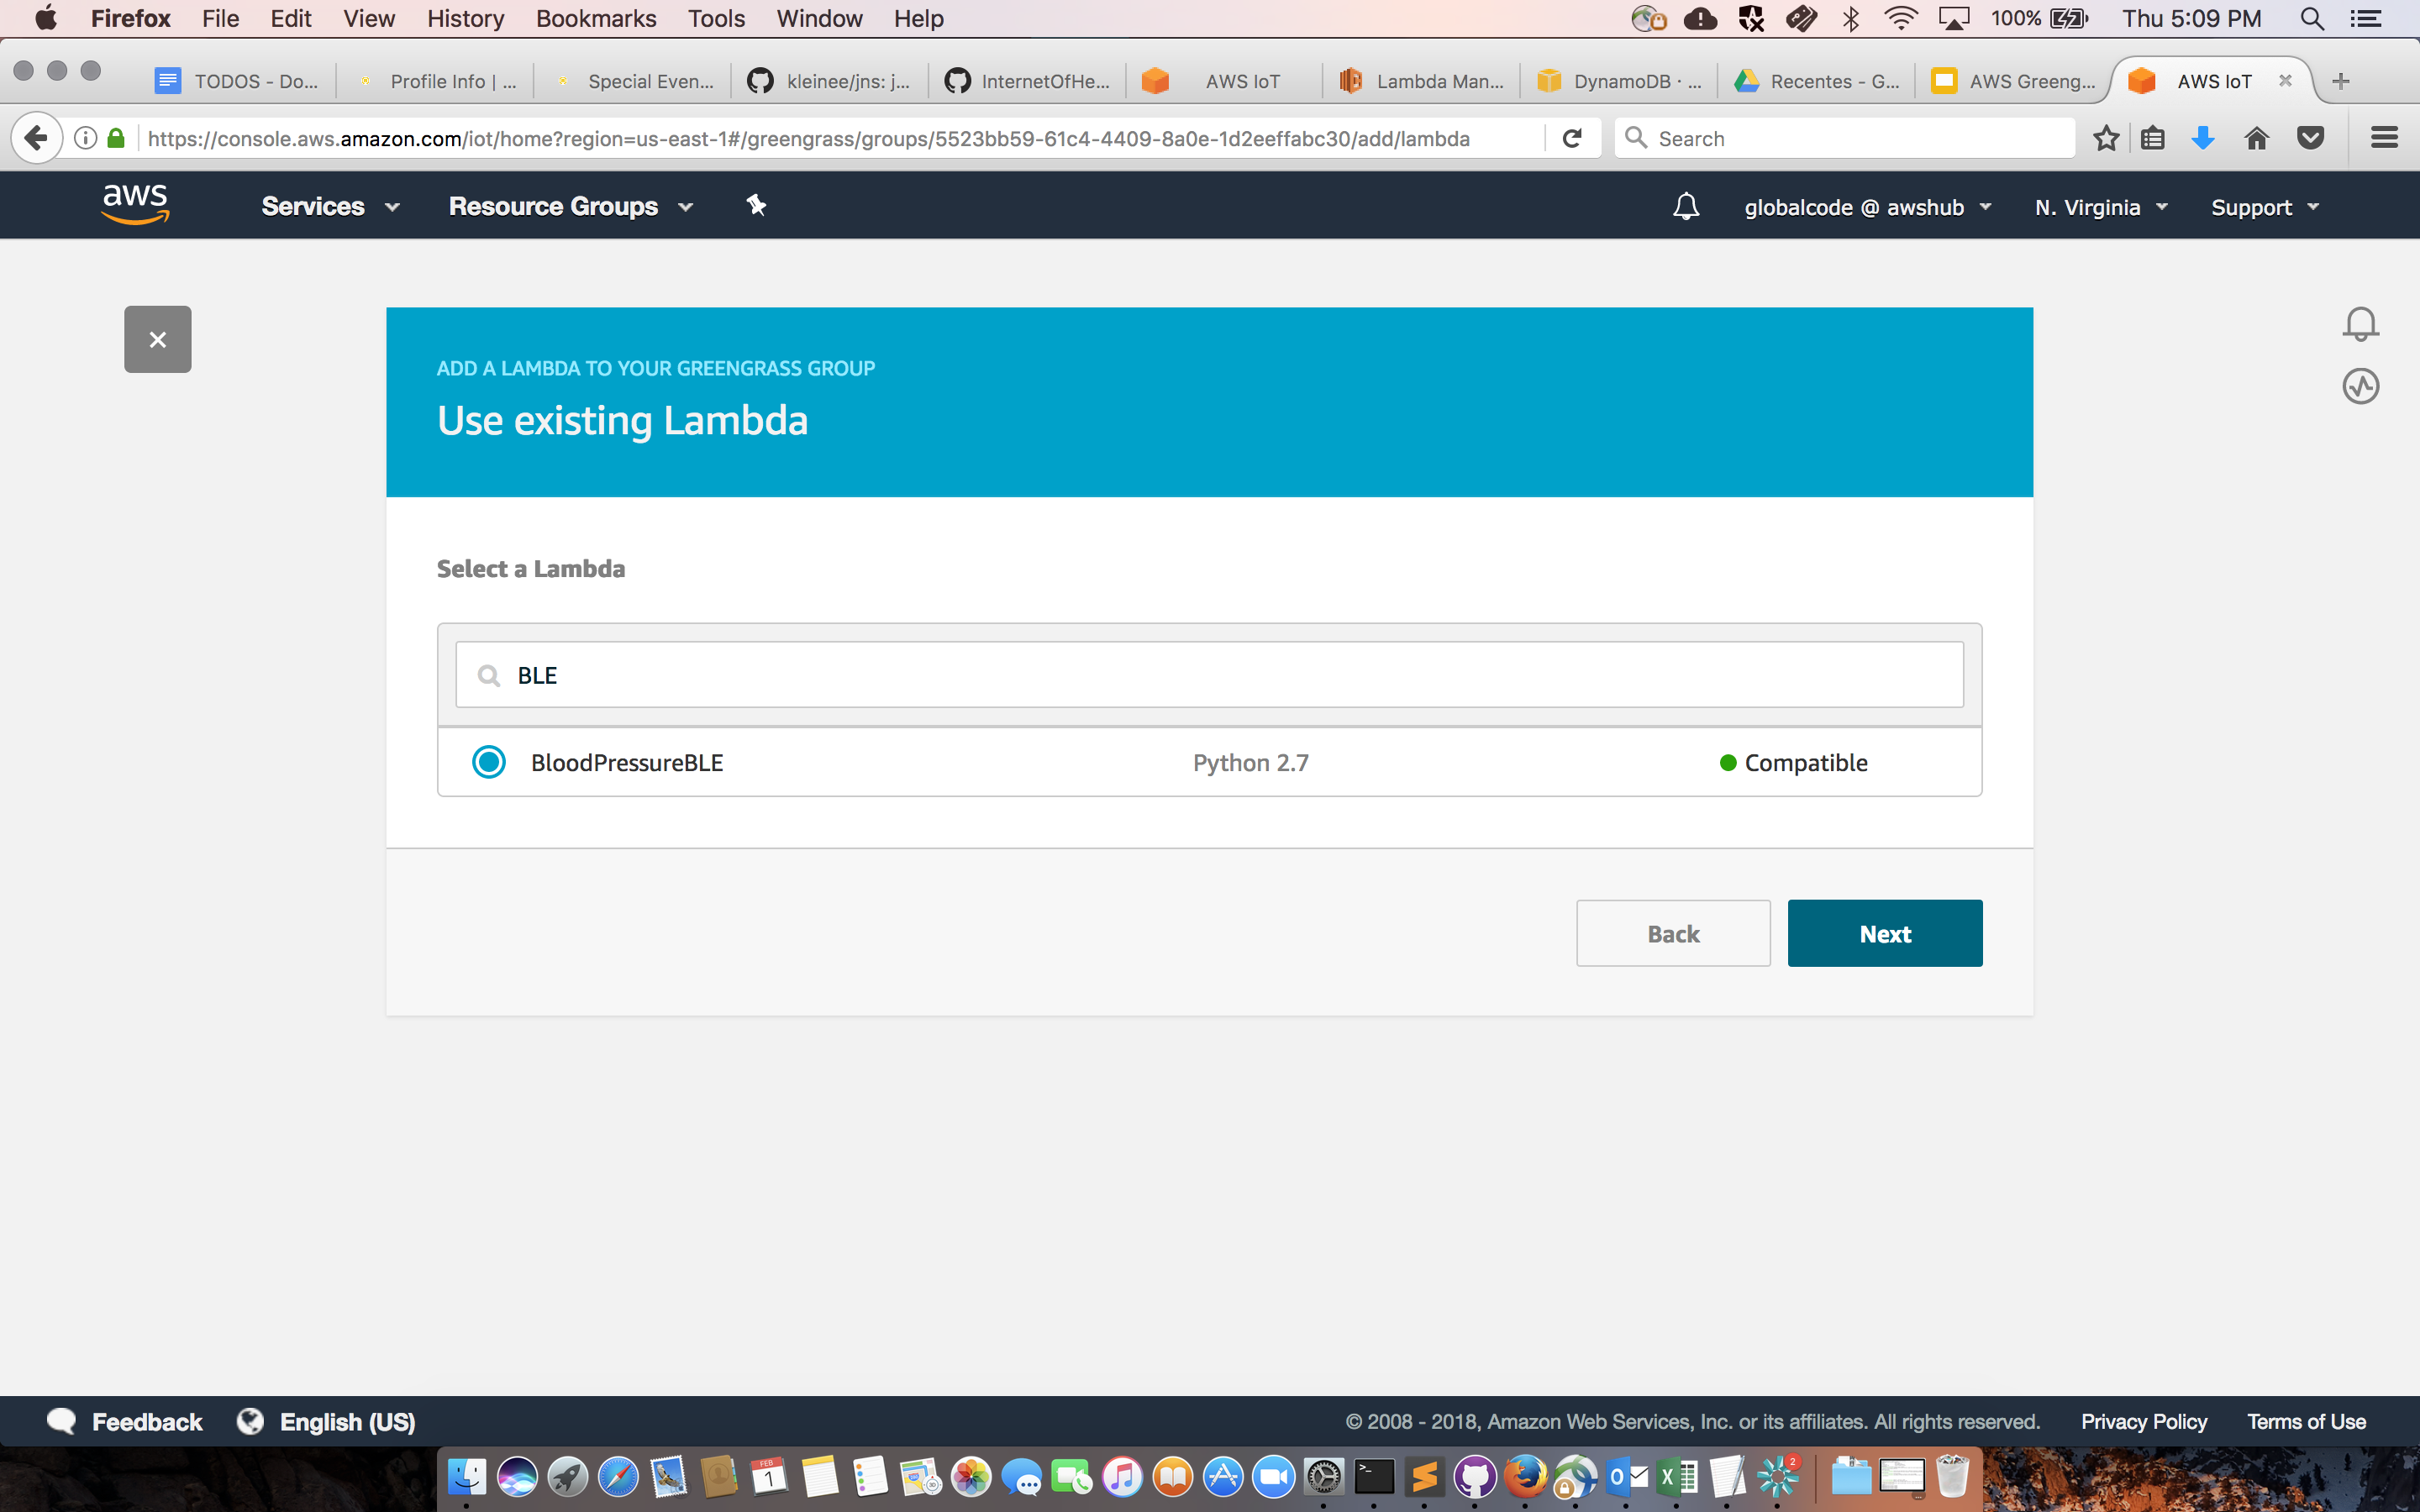 Firefox File Edit View History Bookmarks Tools Window Help 100% Thu 5:09 PM
TODOS - Do... Profile Info | ... Special Even... kleinee/jns: j... InternetOfHe... AWS IoT Lambda Man... DynamoDB · ... Recentes - G... AWS Greeng... AWS IoT
https://console.aws.amazon.com/iot/home?region=us-east-1#/greengrass/groups/5523bb59-61c4-4409-8a0e-1d2eeffabc30/add/lambda Search
aws Services Resource Groups globalcode @ awshub N. Virginia Support
ADD A LAMBDA TO YOUR GREENGRASS GROUP
Use existing Lambda
Select a Lambda
BLE
BloodPressureBLE Python 2.7 Compatible
Back Next
Feedback English (US) © 2008 - 2018, Amazon Web Services, Inc. or its affiliates. All rights reserved. Privacy Policy Terms of Use
FEB
1
2